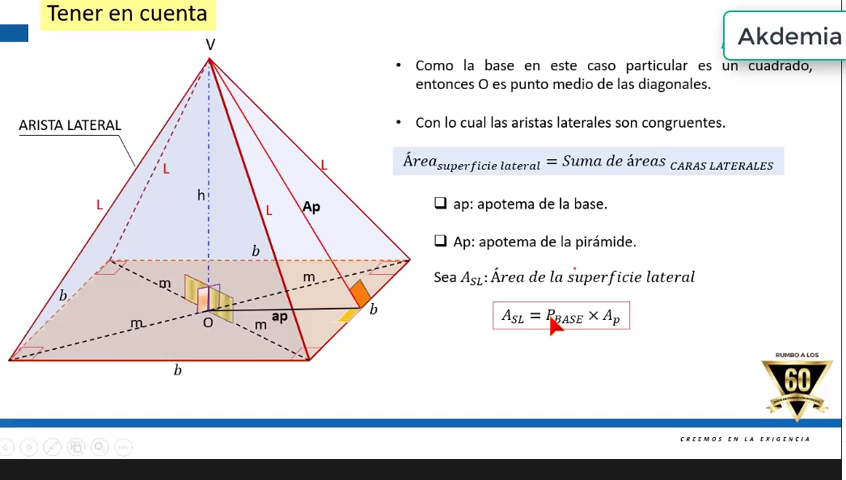 Tener en cuenta
Akdemia
V
ARISTA LATERAL
L
L
L
L
h
Ap
b
b
b
b
m
m
m
m
O
ap
• Como la base en este caso particular es un cuadrado,
entonces O es punto medio de las diagonales.
• Con lo cual las aristas laterales son congruentes.
Área superficie lateral = Suma de áreas CARAS LATERALES
❑ ap: apotema de la base.
❑ Ap: apotema de la pirámide.
Sea A_SL: Área de la superficie lateral
A_SL = P_BASE × A_p
RUMBO A LOS
60
CREEMOS EN LA EXIGENCIA